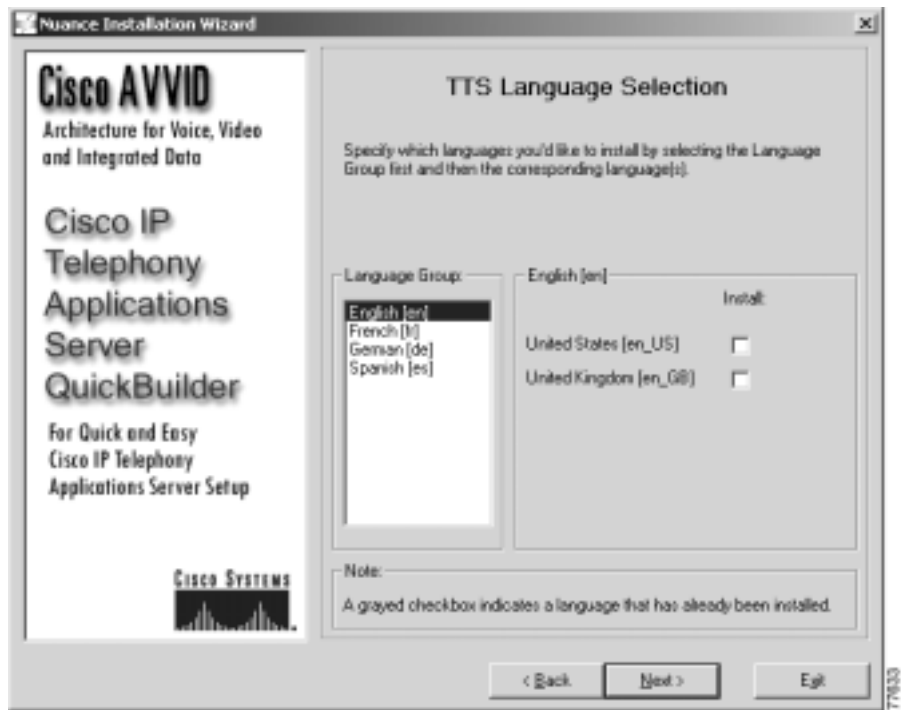 Nuance Installation Wizard
Cisco AVVID
Architecture for Voice, Video
and Integrated Data
Cisco IP
Telephony
Applications
Server
QuickBuilder
For Quick and Easy
Cisco IP Telephony
Applications Server Setup
CISCO SYSTEMS
TTS Language Selection
Specify which languages you'd like to install by selecting the Language
Group first and then the corresponding language(s).
Language Group:
English [en]
French [fr]
German [de]
Spanish [es]
English [en]
Install:
United States [en_US]
United Kingdom [en_GB]
Note:
A grayed checkbox indicates a language that has already been installed.
< Back
Next >
Exit
77633